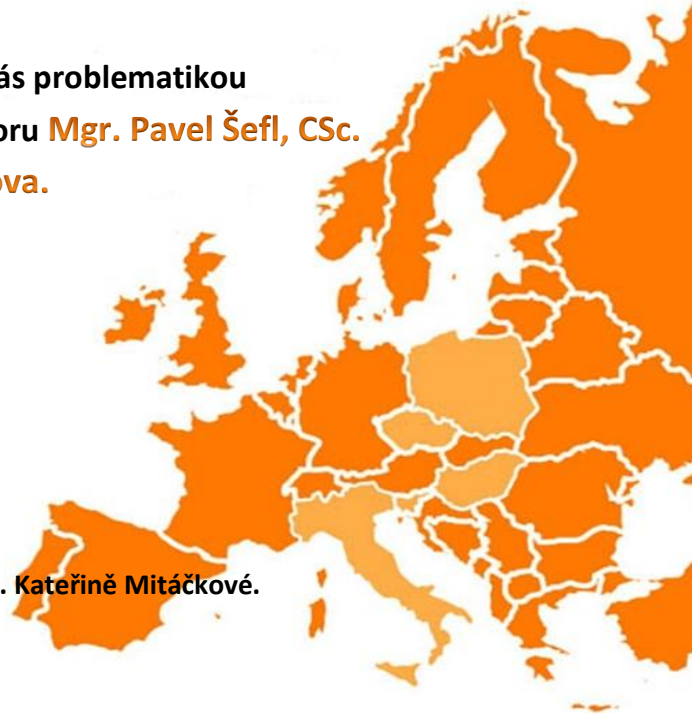 ás problematikou
oru Mgr. Pavel Šefl, CSc.
ova.
. Kateřině Mitáčkové.